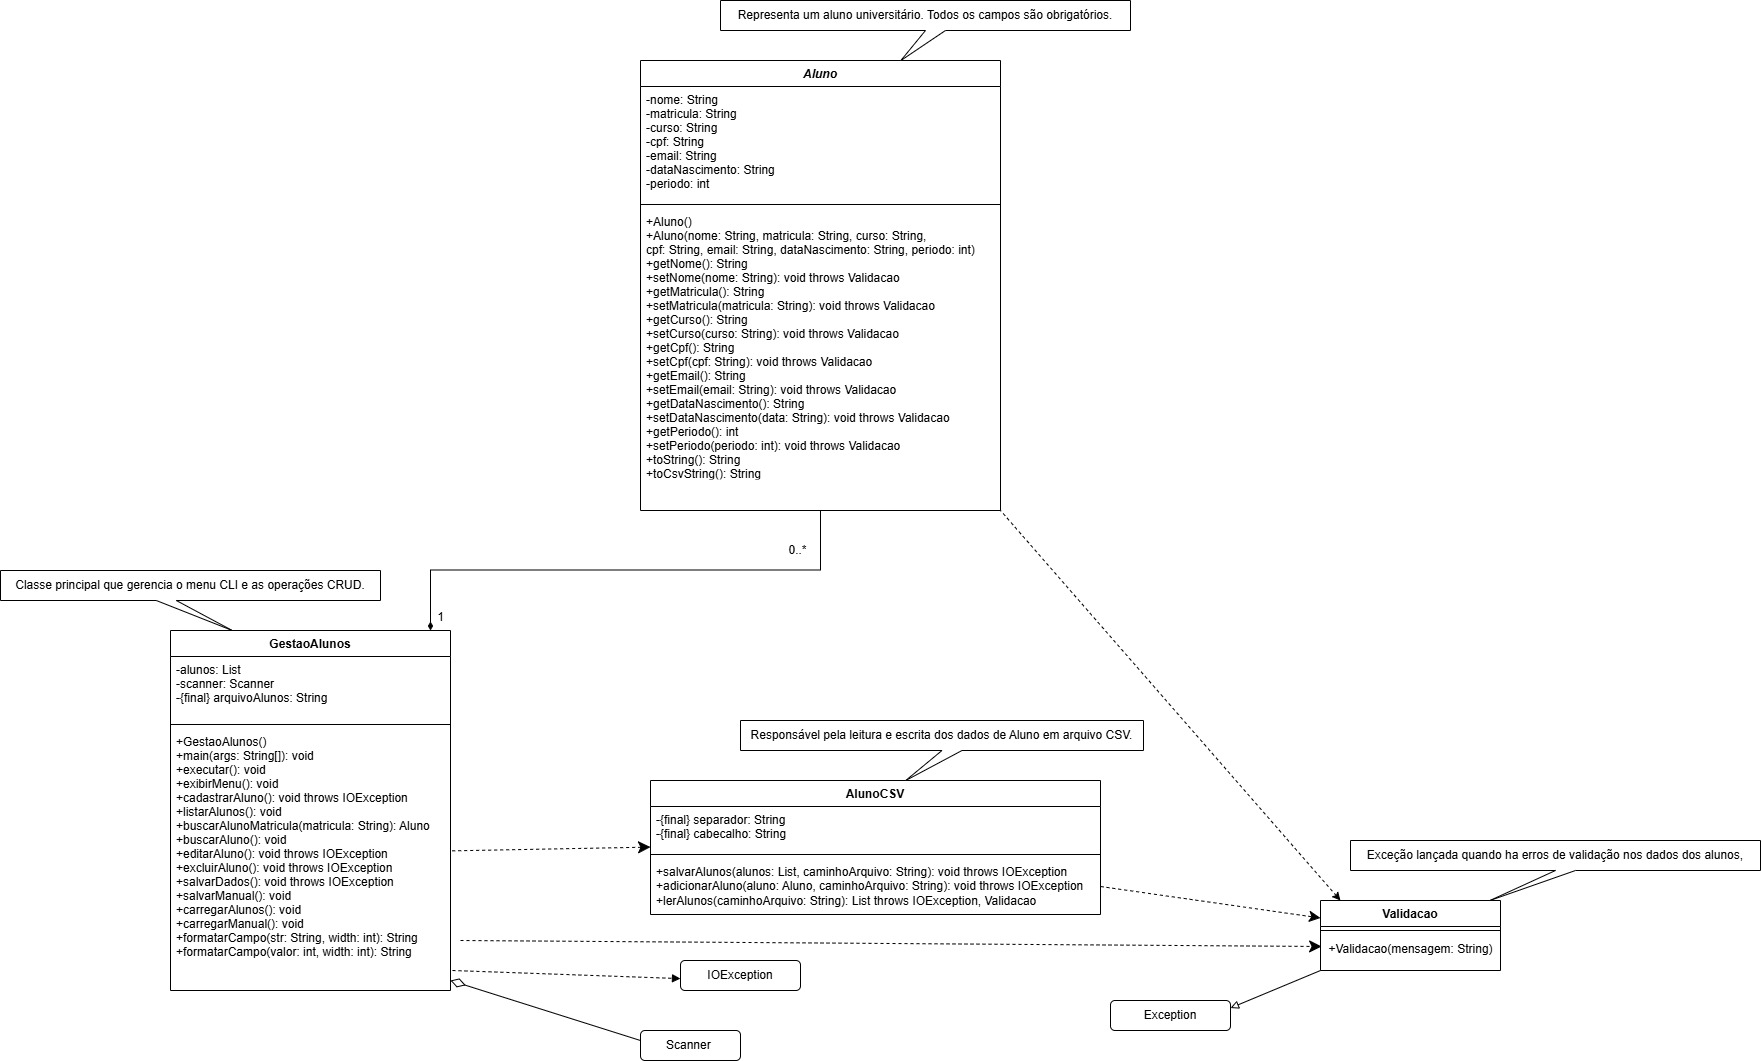 Representa um aluno universitário. Todos os campos são obrigatórios.
Aluno
-nome: String
-matricula: String
-curso: String
-cpf: String
-email: String
-dataNascimento: String
-periodo: int
+Aluno()
+Aluno(nome: String, matricula: String, curso: String,
cpf: String, email: String, dataNascimento: String, periodo: int)
+getNome(): String
+setNome(nome: String): void throws Validacao
+getMatricula(): String
+setMatricula(matricula: String): void throws Validacao
+getCurso(): String
+setCurso(curso: String): void throws Validacao
+getCpf(): String
+setCpf(cpf: String): void throws Validacao
+getEmail(): String
+setEmail(email: String): void throws Validacao
+getDataNascimento(): String
+setDataNascimento(data: String): void throws Validacao
+getPeriodo(): int
+setPeriodo(periodo: int): void throws Validacao
+toString(): String
+toCsvString(): String
0..*
1
Classe principal que gerencia o menu CLI e as operações CRUD.
GestaoAlunos
-alunos: List
-scanner: Scanner
-{final} arquivoAlunos: String
+GestaoAlunos()
+main(args: String[]): void
+executar(): void
+exibirMenu(): void
+cadastrarAluno(): void throws IOException
+listarAlunos(): void
+buscarAlunoMatricula(matricula: String): Aluno
+buscarAluno(): void
+editarAluno(): void throws IOException
+excluirAluno(): void throws IOException
+salvarDados(): void throws IOException
+salvarManual(): void
+carregarAlunos(): void
+carregarManual(): void
+formatarCampo(str: String, width: int): String
+formatarCampo(valor: int, width: int): String
Responsável pela leitura e escrita dos dados de Aluno em arquivo CSV.
AlunoCSV
-{final} separador: String
-{final} cabecalho: String
+salvarAlunos(alunos: List, caminhoArquivo: String): void throws IOException
+adicionarAluno(aluno: Aluno, caminhoArquivo: String): void throws IOException
+lerAlunos(caminhoArquivo: String): List throws IOException, Validacao
Exceção lançada quando ha erros de validação nos dados dos alunos,
Validacao
+Validacao(mensagem: String)
IOException
Exception
Scanner